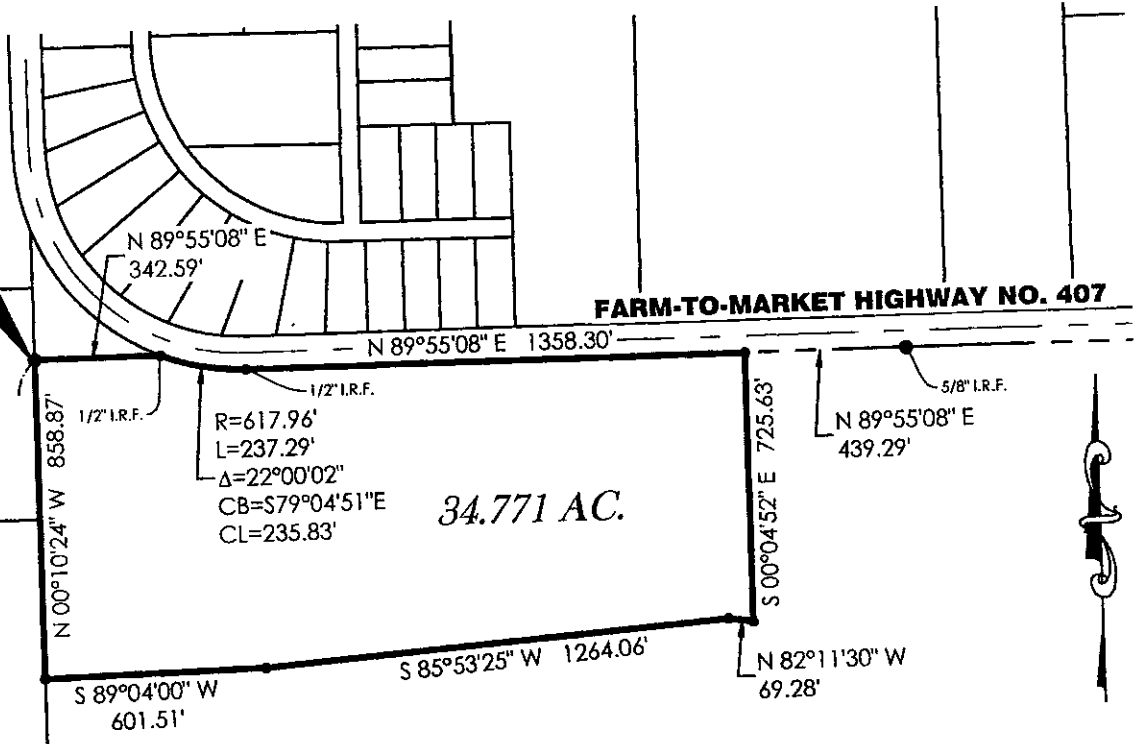 N 89°55'08" E
342.59'
FARM-TO-MARKET HIGHWAY NO. 407
N 89°55'08" E 1358.30'
1/2" I.R.F.
1/2" I.R.F.
5/8" I.R.F.
N 89°55'08" E
439.29'
N 00°10'24" W 858.87'
R=617.96'
L=237.29'
Δ=22°00'02"
CB=S79°04'51"E
CL=235.83'
34.771 AC.
S 00°04'52" E 725.63'
S 89°04'00" W
601.51'
S 85°53'25" W 1264.06'
N 82°11'30" W
69.28'